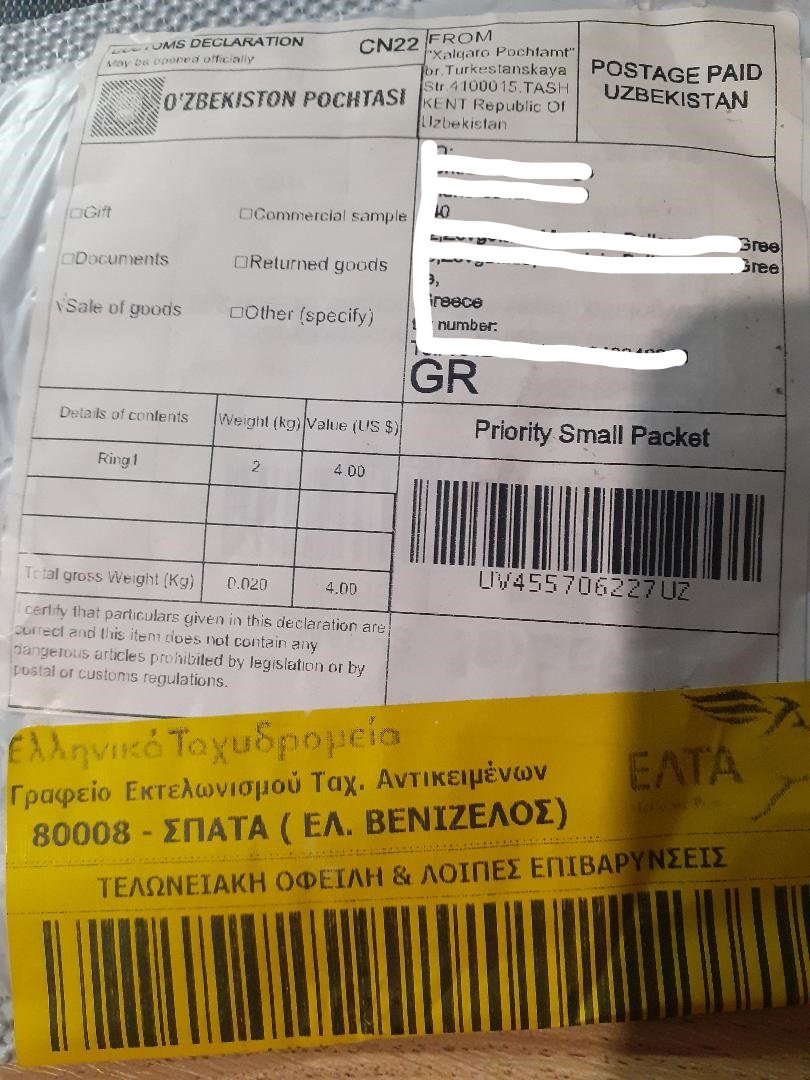 CUSTOMS DECLARATION
May be opened officially
CN22
O'ZBEKISTON POCHTASI
FROM
"Xalqaro Pochtamt"
br.Turkestanskaya
Str.4100015.TASH
KENT Republic Of
Uzbekistan
POSTAGE PAID
UZBEKISTAN
□Gift
□Commercial sample
□Documents
□Returned goods
√Sale of goods
□Other (specify)
40
Gree
Gree
e,
Greece
number:
GR
Details of contents
Weight (kg)
Value (US $)
Ring1
2
4.00
Total gross Weight (Kg)
0.020
4.00
I certify that particulars given in this declaration are
correct and this item does not contain any
dangerous articles prohibited by legislation or by
postal or customs regulations.
Priority Small Packet
UV455706227UZ
Ελληνικά Ταχυδρομεία
Γραφείο Εκτελωνισμού Ταχ. Αντικειμένων
80008 - ΣΠΑΤΑ ( ΕΛ. ΒΕΝΙΖΕΛΟΣ)
ΕΛΤΑ
ΤΕΛΩΝΕΙΑΚΗ ΟΦΕΙΛΗ & ΛΟΙΠΕΣ ΕΠΙΒΑΡΥΝΣΕΙΣ